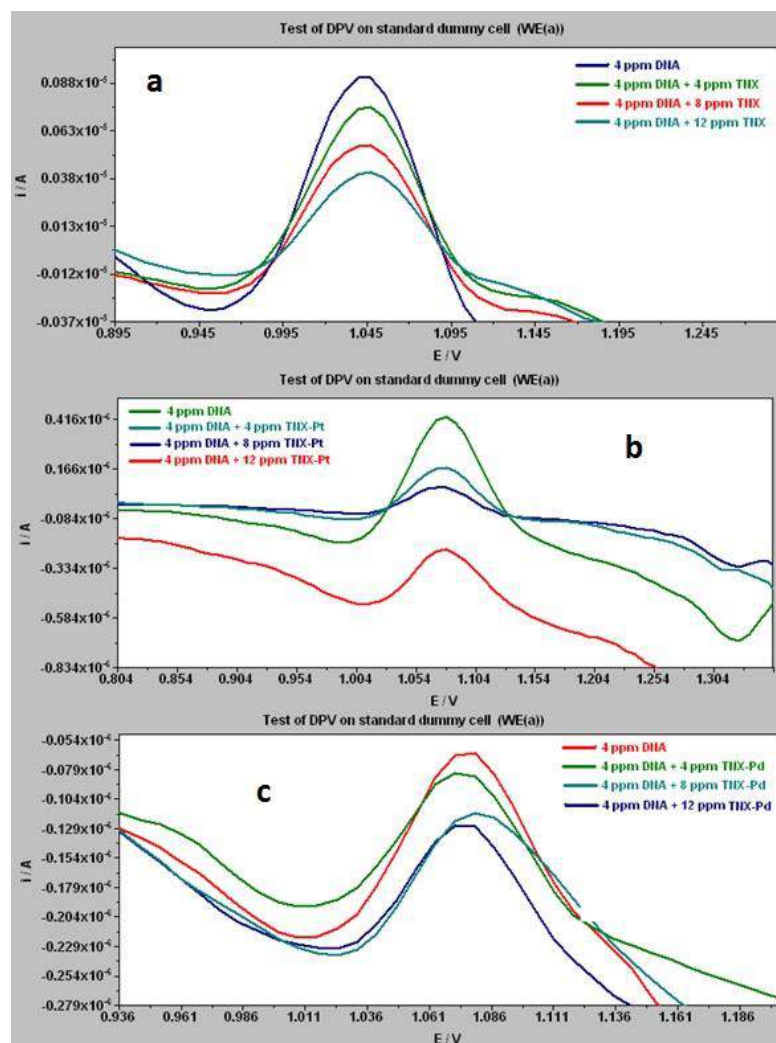 Test of DPV on standard dummy cell (WE(a))
a
4 ppm DNA
4 ppm DNA + 4 ppm TNX
4 ppm DNA + 8 ppm TNX
4 ppm DNA + 12 ppm TNX
0.088x10⁻⁵
0.063x10⁻⁵
0.038x10⁻⁵
0.013x10⁻⁵
-0.012x10⁻⁵
-0.037x10⁻⁵
i / A
0.895 0.945 0.995 1.045 1.095 1.145 1.195 1.245
E / V
Test of DPV on standard dummy cell (WE(a))
b
4 ppm DNA
4 ppm DNA + 4 ppm TNX-Pt
4 ppm DNA + 8 ppm TNX-Pt
4 ppm DNA + 12 ppm TNX-Pt
0.416x10⁻⁶
0.166x10⁻⁶
-0.084x10⁻⁶
-0.334x10⁻⁶
-0.584x10⁻⁶
-0.834x10⁻⁶
i / A
0.804 0.854 0.904 0.954 1.004 1.054 1.104 1.154 1.204 1.254 1.304
E / V
Test of DPV on standard dummy cell (WE(a))
c
4 ppm DNA
4 ppm DNA + 4 ppm TNX-Pd
4 ppm DNA + 8 ppm TNX-Pd
4 ppm DNA + 12 ppm TNX-Pd
-0.054x10⁻⁶
-0.079x10⁻⁶
-0.104x10⁻⁶
-0.129x10⁻⁶
-0.154x10⁻⁶
-0.179x10⁻⁶
-0.204x10⁻⁶
-0.229x10⁻⁶
-0.254x10⁻⁶
-0.279x10⁻⁶
i / A
0.936 0.961 0.986 1.011 1.036 1.061 1.086 1.111 1.136 1.161 1.186
E / V